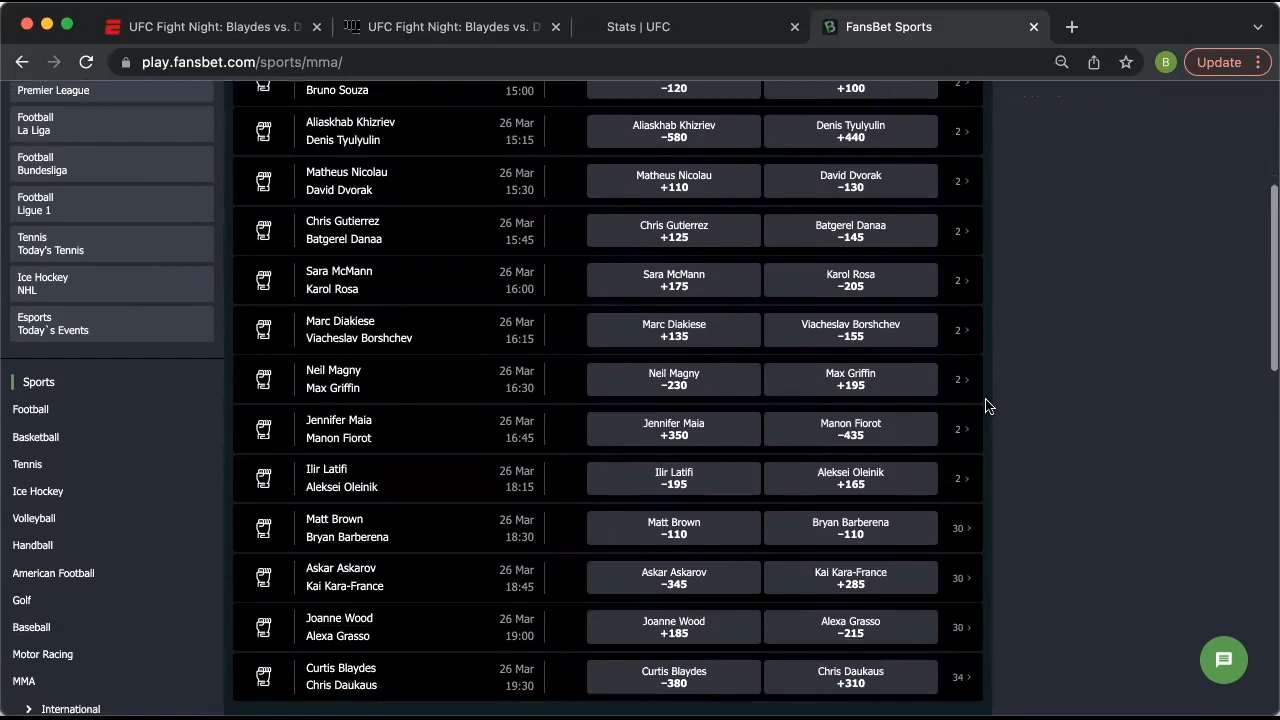 UFC Fight Night: Blaydes vs. D
UFC Fight Night: Blaydes vs. D
Stats | UFC
FansBet Sports
play.fansbet.com/sports/mma/
B
Update
Premier League
Football
La Liga
Football
Bundesliga
Football
Ligue 1
Tennis
Today's Tennis
Ice Hockey
NHL
Esports
Today`s Events
Sports
Football
Basketball
Tennis
Ice Hockey
Volleyball
Handball
American Football
Golf
Baseball
Motor Racing
MMA
International
Bruno Souza 15:00 −120 +100 2
Aliaskhab Khizriev 26 Mar Aliaskhab Khizriev Denis Tyulyulin
Denis Tyulyulin 15:15 −580 +440 2
Matheus Nicolau 26 Mar Matheus Nicolau David Dvorak
David Dvorak 15:30 +110 −130 2
Chris Gutierrez 26 Mar Chris Gutierrez Batgerel Danaa
Batgerel Danaa 15:45 +125 −145 2
Sara McMann 26 Mar Sara McMann Karol Rosa
Karol Rosa 16:00 +175 −205 2
Marc Diakiese 26 Mar Marc Diakiese Viacheslav Borshchev
Viacheslav Borshchev 16:15 +135 −155 2
Neil Magny 26 Mar Neil Magny Max Griffin
Max Griffin 16:30 −230 +195 2
Jennifer Maia 26 Mar Jennifer Maia Manon Fiorot
Manon Fiorot 16:45 +350 −435 2
Ilir Latifi 26 Mar Ilir Latifi Aleksei Oleinik
Aleksei Oleinik 18:15 −195 +165 2
Matt Brown 26 Mar Matt Brown Bryan Barberena
Bryan Barberena 18:30 −110 −110 30
Askar Askarov 26 Mar Askar Askarov Kai Kara-France
Kai Kara-France 18:45 −345 +285 30
Joanne Wood 26 Mar Joanne Wood Alexa Grasso
Alexa Grasso 19:00 +185 −215 30
Curtis Blaydes 26 Mar Curtis Blaydes Chris Daukaus
Chris Daukaus 19:30 −380 +310 34